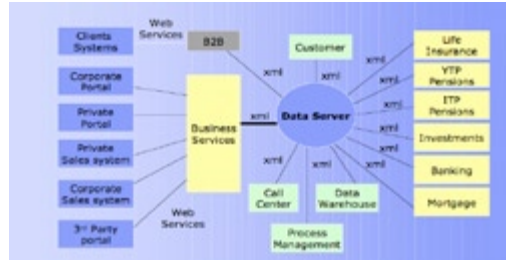 Web
Services
Clients
Systems
B2B
Customer
Life
Insurance
Corporate
Portal
xml
xml
xml
YTP
Pensions
Private
Portal
xml
Business
Services
Data Server
xml
ITP
Pensions
Private
Sales system
xml
Investments
xml
Corporate
Sales system
xml
xml
xml
Banking
Call
Center
Data
Warehouse
Mortgage
Web
Services
3rd Party
portal
Process
Management